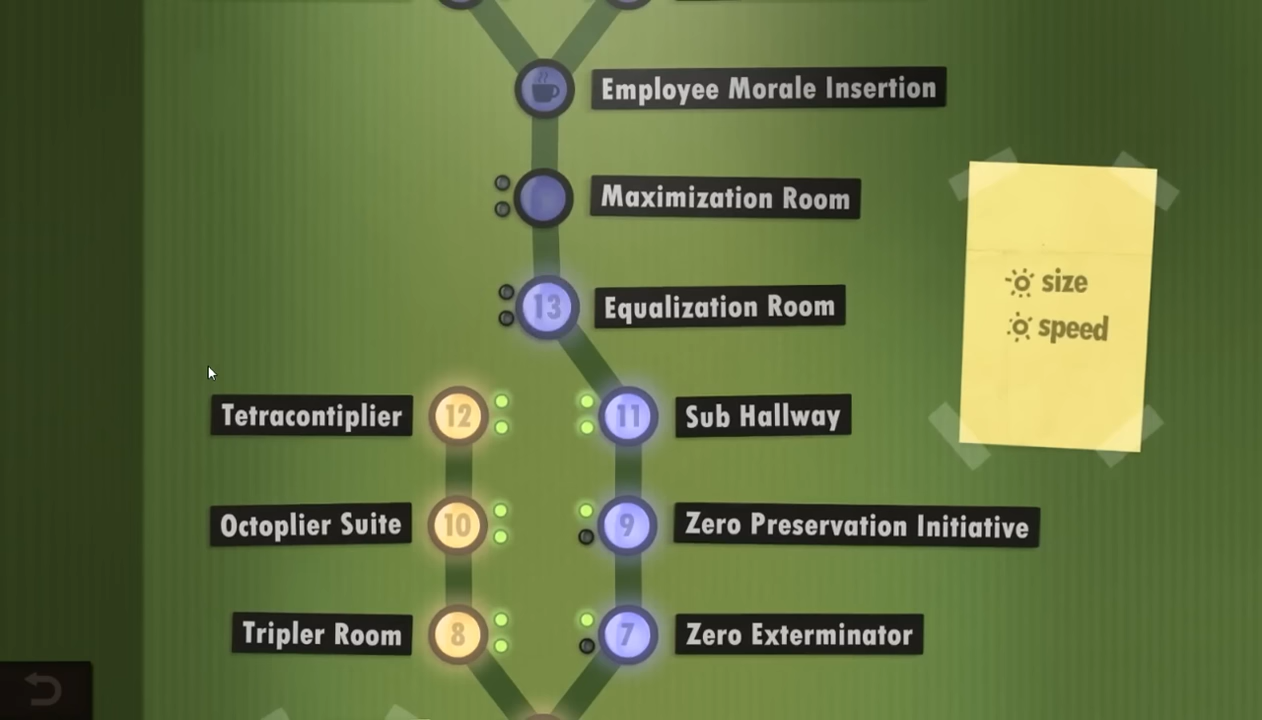 Employee Morale Insertion
Maximization Room
13 Equalization Room
size
speed
Tetracontiplier 12
11 Sub Hallway
Octoplier Suite 10
9 Zero Preservation Initiative
Tripler Room 8
7 Zero Exterminator